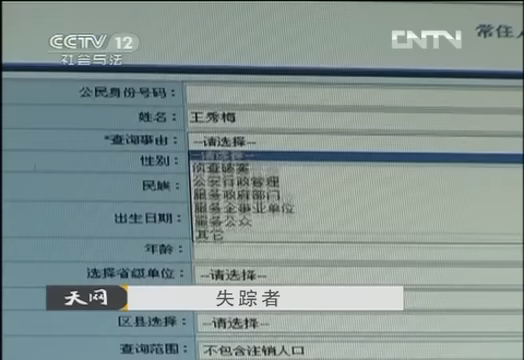 CCTV 12
社会与法
CNTV
常住人
公民身份号码：
姓名： 王秀梅
*查询事由： --请选择--
性别： --请选择--
侦查破案
民族： 公安行政管理
服务政府部门
服务企事业单位
出生日期： 服务公众
其它
年龄：
选择省级单位： --请选择--
天网 失踪者
区县选择： --请选择--
查询范围： 不包含注销人口